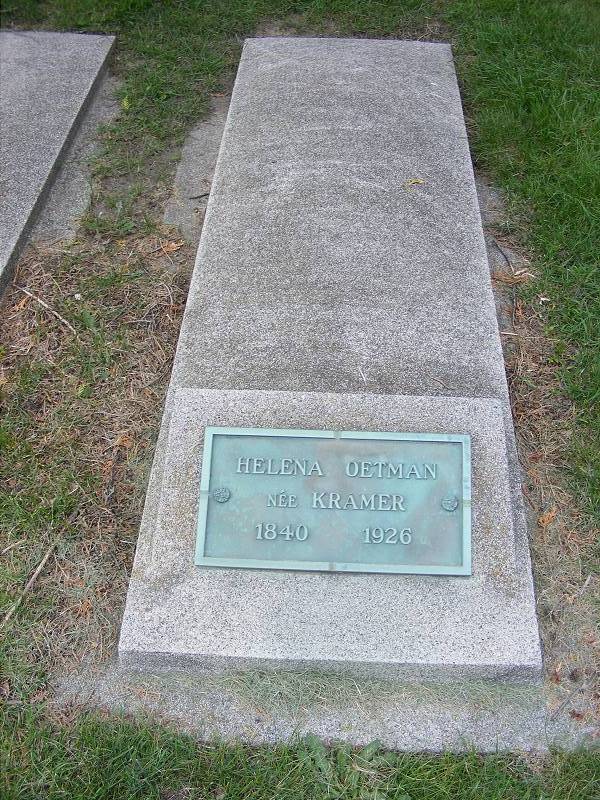 HELENA OETMAN
NÉE KRAMER
1840 1926